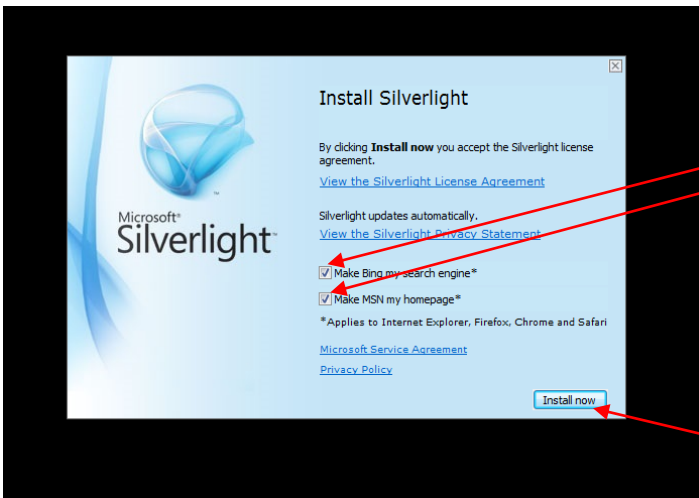 Install Silverlight
By clicking Install now you accept the Silverlight license
agreement.
View the Silverlight License Agreement
Microsoft®
Silverlight™
Silverlight updates automatically.
View the Silverlight Privacy Statement
Make Bing my search engine*
Make MSN my homepage*
*Applies to Internet Explorer, Firefox, Chrome and Safari
Microsoft Service Agreement
Privacy Policy
Install now